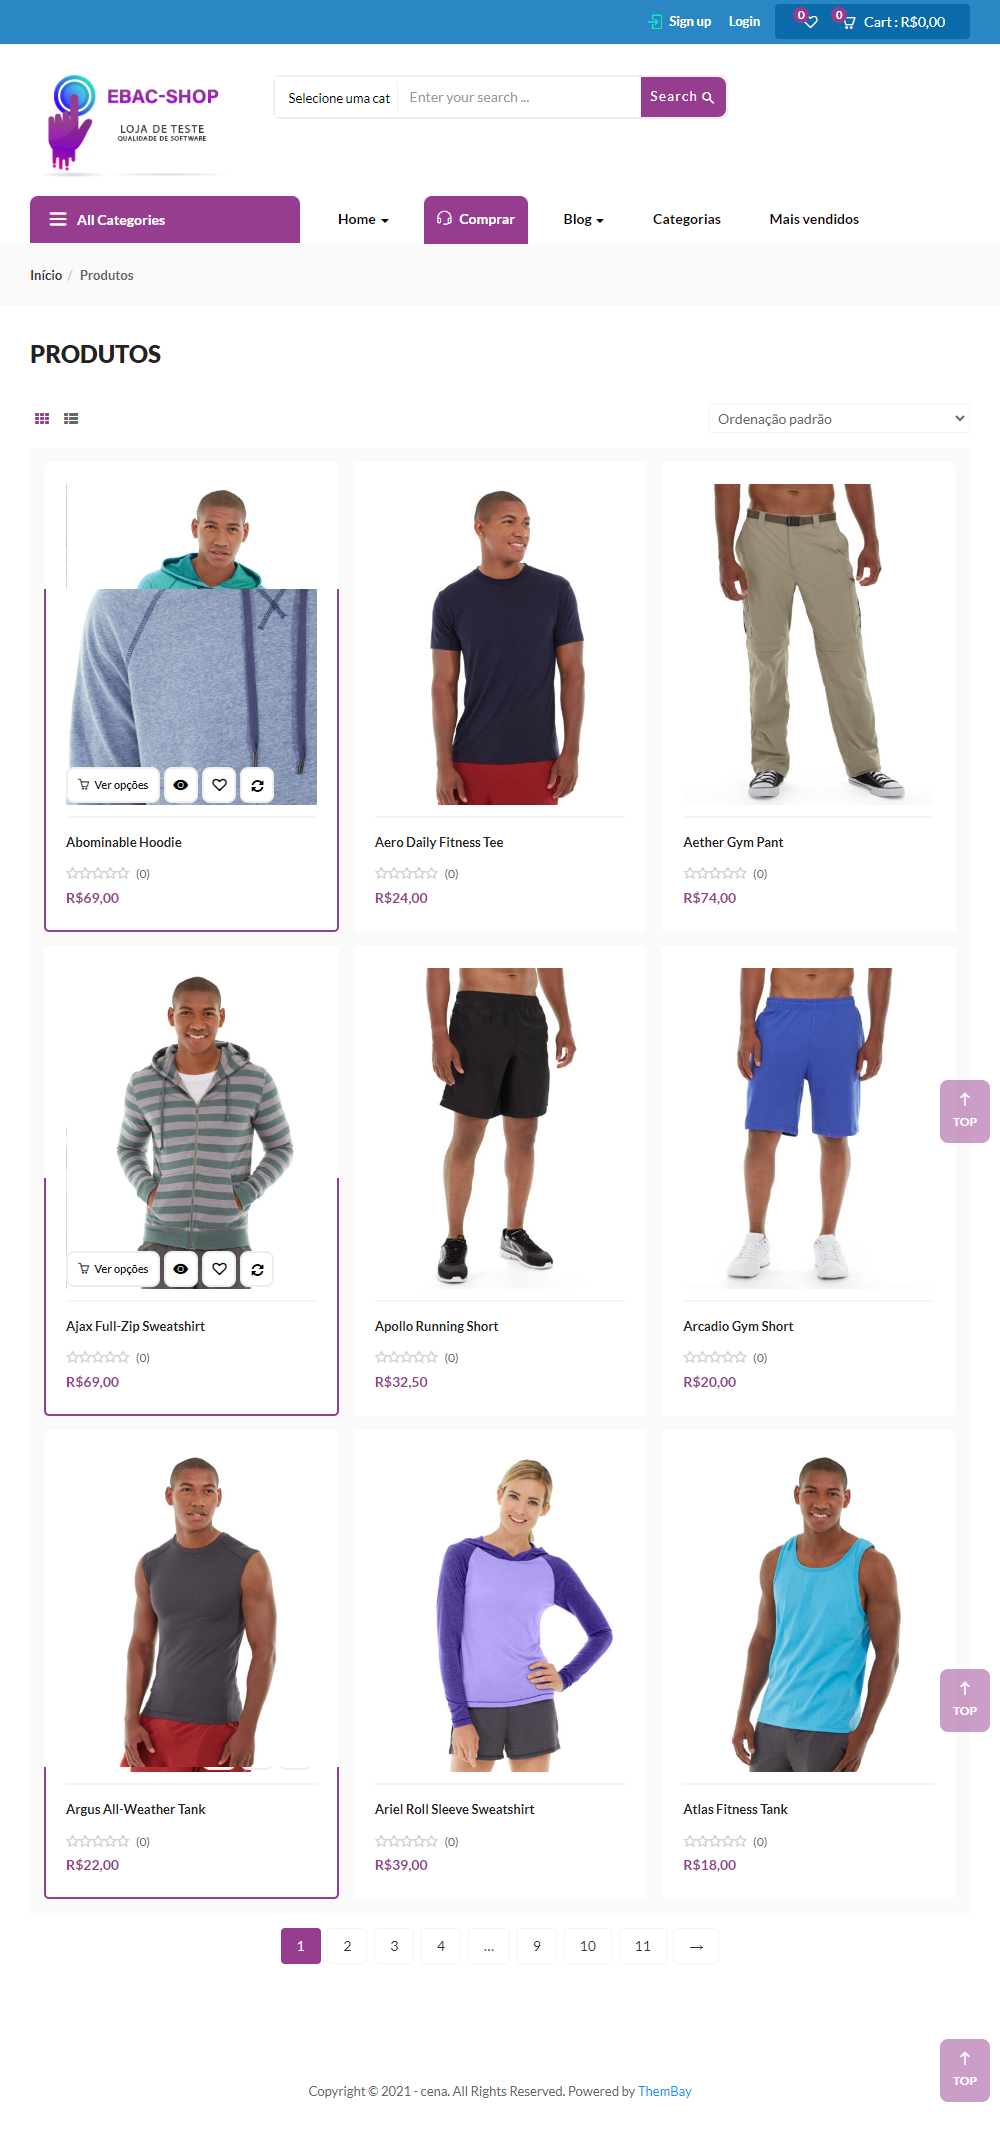 Sign up
Login
0
0
Cart : R$0,00
EBAC-SHOP
LOJA DE TESTE
QUALIDADE DE SOFTWARE
Selecione uma cat
Enter your search ...
Search
All Categories
Home
Comprar
Blog
Categorias
Mais vendidos
Início / Produtos
PRODUTOS
Ordenação padrão
Ver opções
Abominable Hoodie
(0)
R$69,00
Aero Daily Fitness Tee
(0)
R$24,00
Aether Gym Pant
(0)
R$74,00
Ver opções
Ajax Full-Zip Sweatshirt
(0)
R$69,00
Apollo Running Short
(0)
R$32,50
Arcadio Gym Short
(0)
R$20,00
TOP
Argus All-Weather Tank
(0)
R$22,00
Ariel Roll Sleeve Sweatshirt
(0)
R$39,00
Atlas Fitness Tank
(0)
R$18,00
TOP
1 2 3 4 … 9 10 11 →
TOP
Copyright © 2021 - cena. All Rights Reserved. Powered by ThemBay